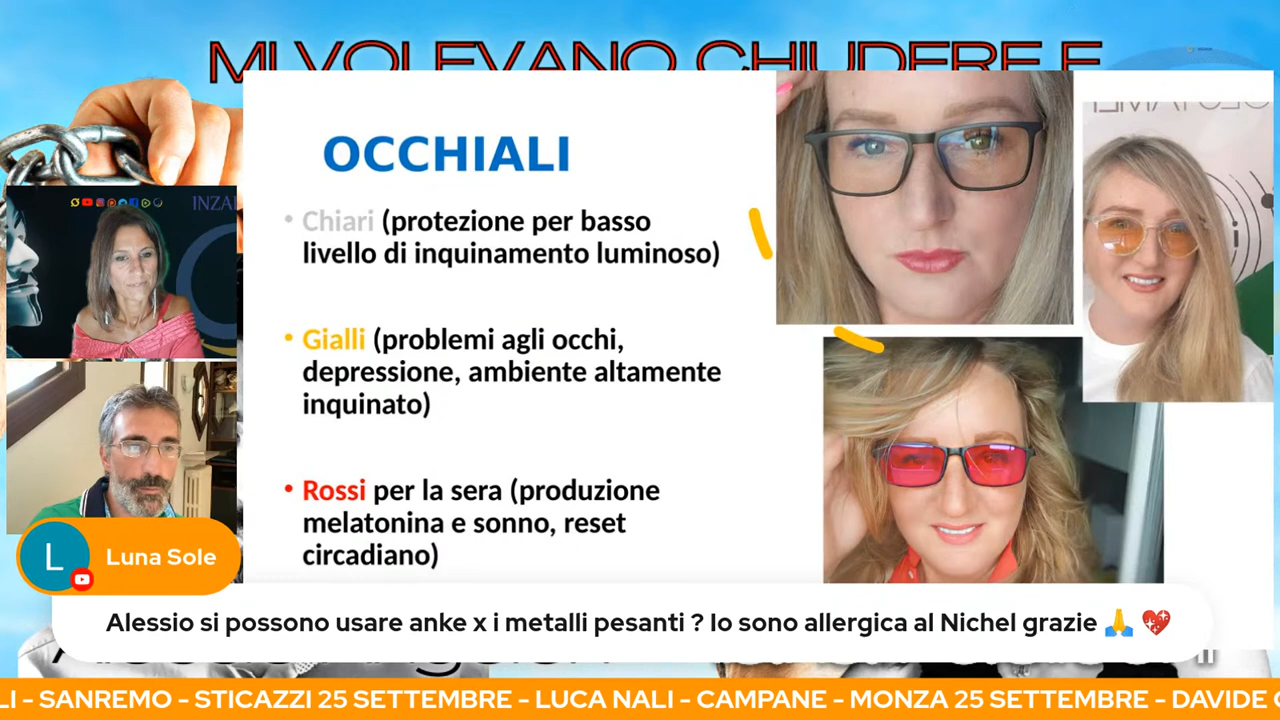 MI VOLEVANO CHIUDERE E
INZAI
OCCHIALI
• Chiari (protezione per basso
livello di inquinamento luminoso)
• Gialli (problemi agli occhi,
depressione, ambiente altamente
inquinato)
• Rossi per la sera (produzione
melatonina e sonno, reset
circadiano)
L
Luna Sole
Alessio si possono usare anke x i metalli pesanti ? Io sono allergica al Nichel grazie 🙏 💖
LI - SANREMO - STICAZZI 25 SETTEMBRE - LUCA NALI - CAMPANE - MONZA 25 SETTEMBRE - DAVIDE